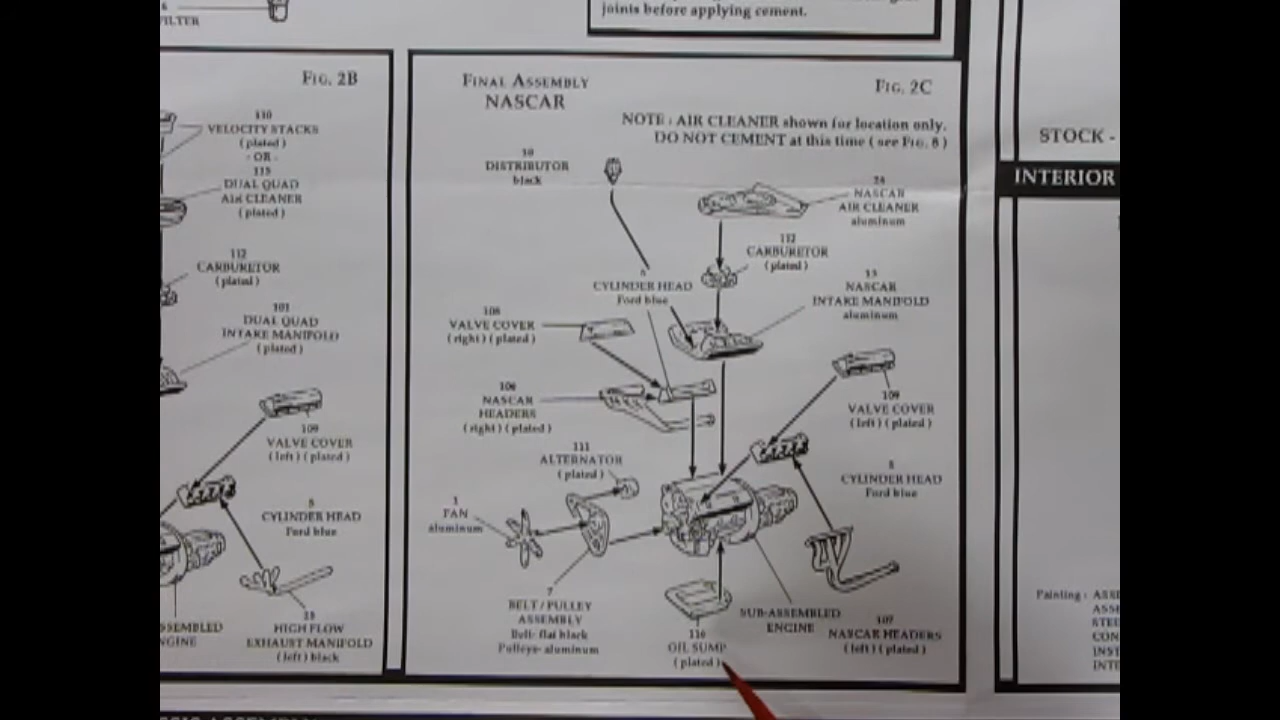 FILTER
joints before applying cement.
FIG. 2B
110
VELOCITY STACKS
(plated)
- OR -
115
DUAL QUAD
AIR CLEANER
(plated)
112
CARBURETOR
(plated)
101
DUAL QUAD
INTAKE MANIFOLD
(plated)
109
VALVE COVER
(left) (plated)
CYLINDER HEAD
Ford blue
HIGH FLOW
EXHAUST MANIFOLD
(left) black
FINAL ASSEMBLY
NASCAR
FIG. 2C
NOTE : AIR CLEANER shown for location only.
DO NOT CEMENT at this time ( see FIG. 8 )
DISTRIBUTOR
black
NASCAR
AIR CLEANER
aluminum
112
CARBURETOR
(plated)
CYLINDER HEAD
Ford blue
NASCAR
INTAKE MANIFOLD
aluminum
108
VALVE COVER
(right) (plated)
106
NASCAR
HEADERS
(right) (plated)
109
VALVE COVER
(left) (plated)
111
ALTERNATOR
(plated)
CYLINDER HEAD
Ford blue
1
FAN
aluminum
7
BELT / PULLEY
ASSEMBLY
Belt- flat black
Pulleys- aluminum
116
OIL SUMP
(plated)
SUB-ASSEMBLED
ENGINE
107
NASCAR HEADERS
(left) (plated)
STOCK -
INTERIOR
Painting :